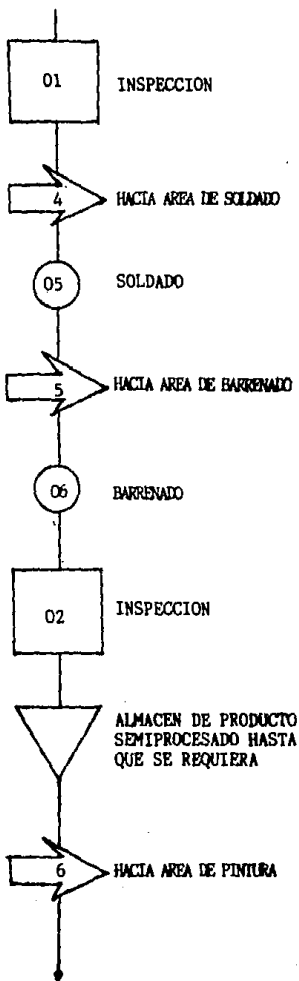 01
INSPECCION
4
HACIA AREA DE SOLDADO
05
SOLDADO
5
HACIA AREA DE BARRENADO
06
BARRENADO
02
INSPECCION
ALMACEN DE PRODUCTO
SEMIPROCESADO HASTA
QUE SE REQUIERA
6
HACIA AREA DE PINTURA